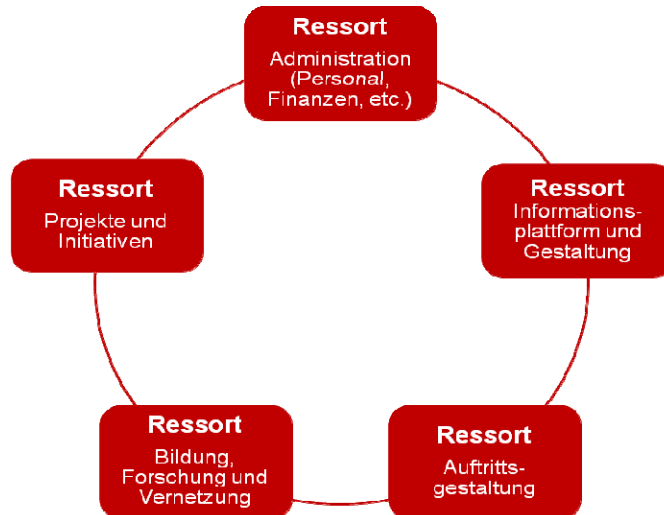 Ressort
Administration
(Personal,
Finanzen, etc.)
Ressort
Informations-
plattform und
Gestaltung
Ressort
Auftritts-
gestaltung
Ressort
Bildung,
Forschung und
Vernetzung
Ressort
Projekte und
Initiativen